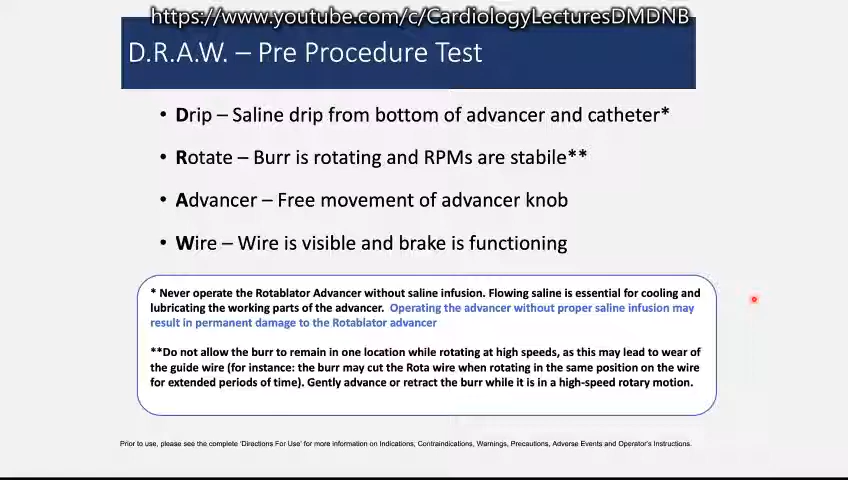 https://www.youtube.com/c/CardiologyLecturesDMDNB
D.R.A.W. – Pre Procedure Test
• Drip – Saline drip from bottom of advancer and catheter*
• Rotate – Burr is rotating and RPMs are stabile**
• Advancer – Free movement of advancer knob
• Wire – Wire is visible and brake is functioning
* Never operate the Rotablator Advancer without saline infusion. Flowing saline is essential for cooling and
lubricating the working parts of the advancer. Operating the advancer without proper saline infusion may
result in permanent damage to the Rotablator advancer
**Do not allow the burr to remain in one location while rotating at high speeds, as this may lead to wear of
the guide wire (for instance: the burr may cut the Rota wire when rotating in the same position on the wire
for extended periods of time). Gently advance or retract the burr while it is in a high-speed rotary motion.
Prior to use, please see the complete 'Directions For Use' for more information on Indications, Contraindications, Warnings, Precautions, Adverse Events and Operator's Instructions.